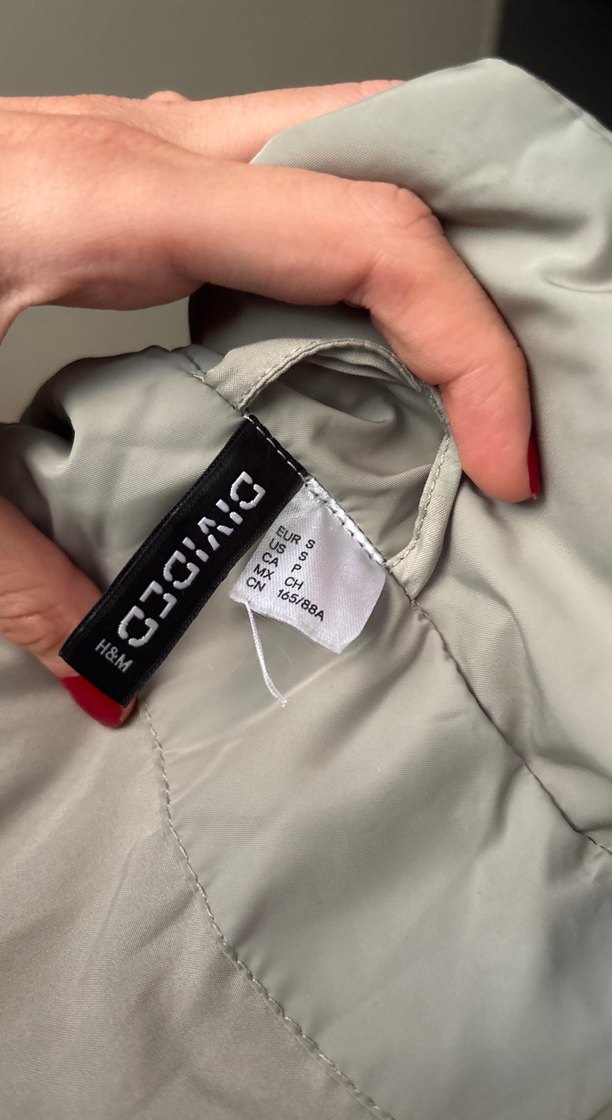 DIVIDED
H&M
EUR S
US S
CA P
MX CH
CN 165/88A